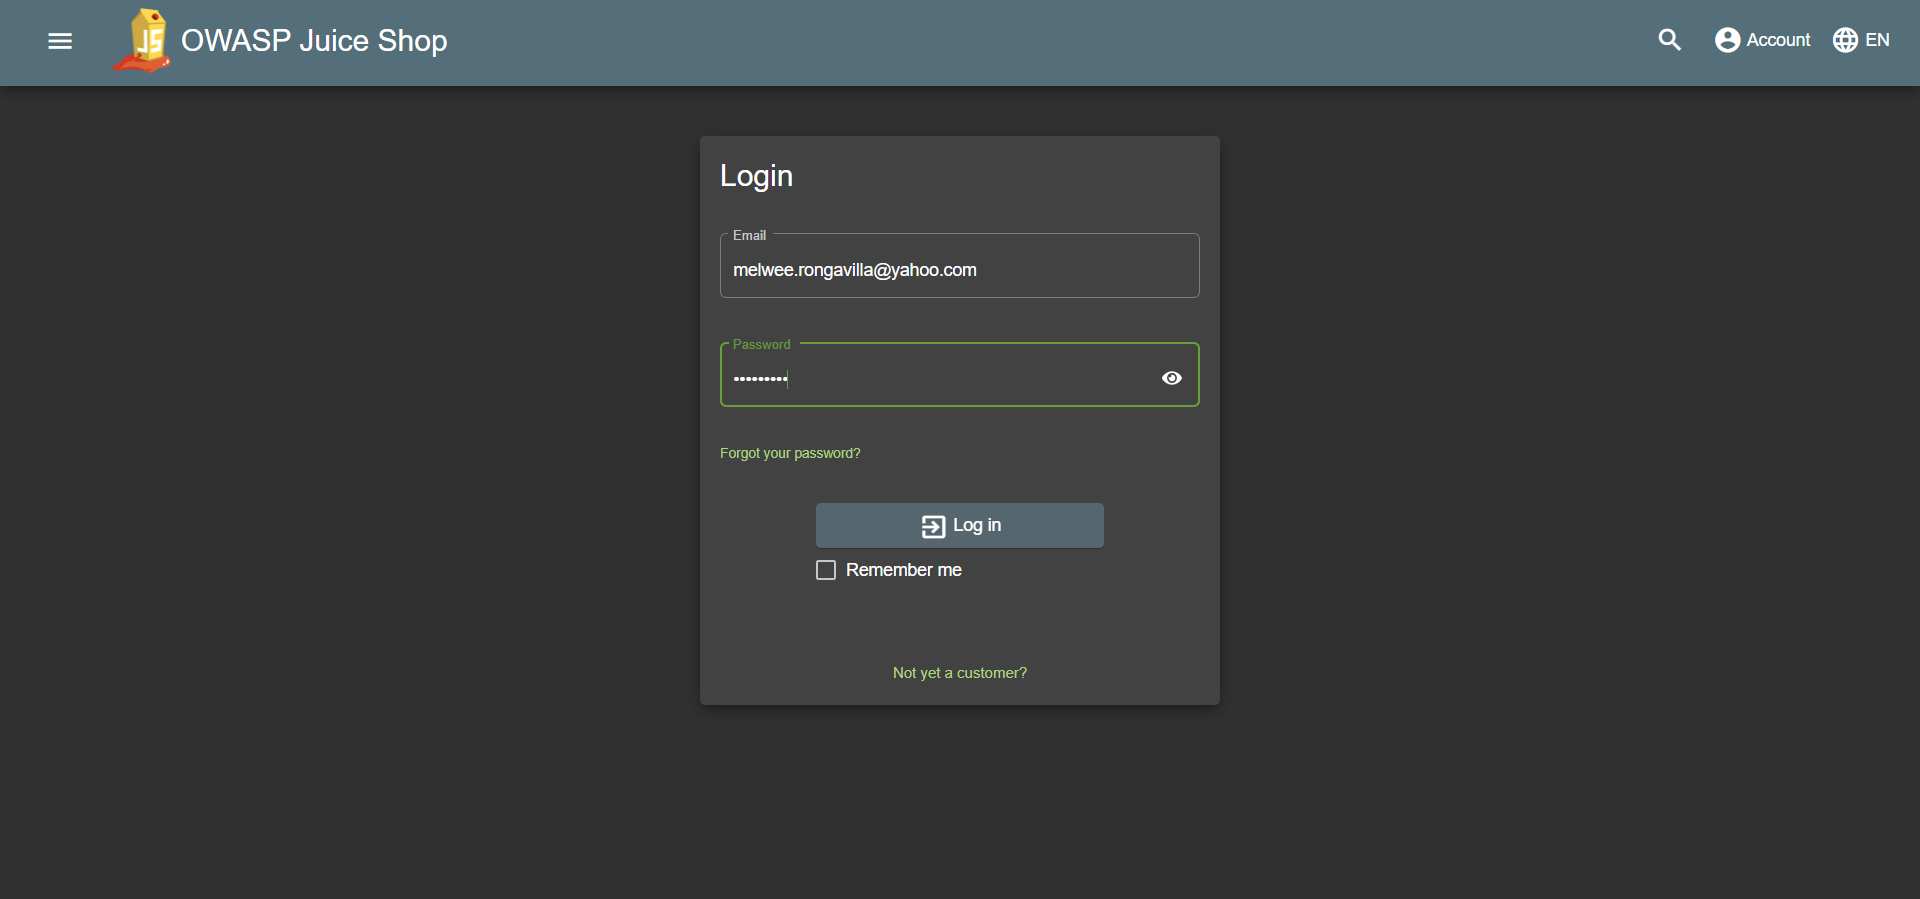 OWASP Juice Shop
Account
EN
Login
Email
melwee.rongavilla@yahoo.com
Password
•••••••••
Forgot your password?
Log in
Remember me
Not yet a customer?